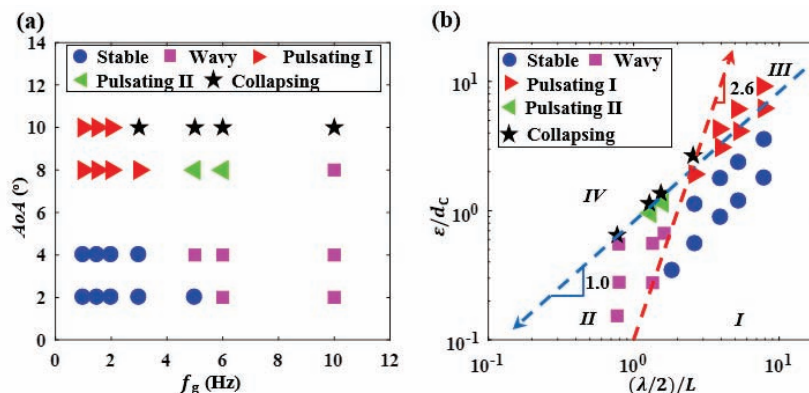 (a)
14
12
10
8
6
4
2
0
Stable Wavy Pulsating I
Pulsating II Collapsing
AoA (°)
0 2 4 6 8 10 12
f_g (Hz)
(b)
10^1
10^0
10^-1
Stable Wavy
Pulsating I
Pulsating II
Collapsing
III
2.6
IV
1.0
II
I
ε/d_C
10^-1 10^0 10^1
(λ/2)/L